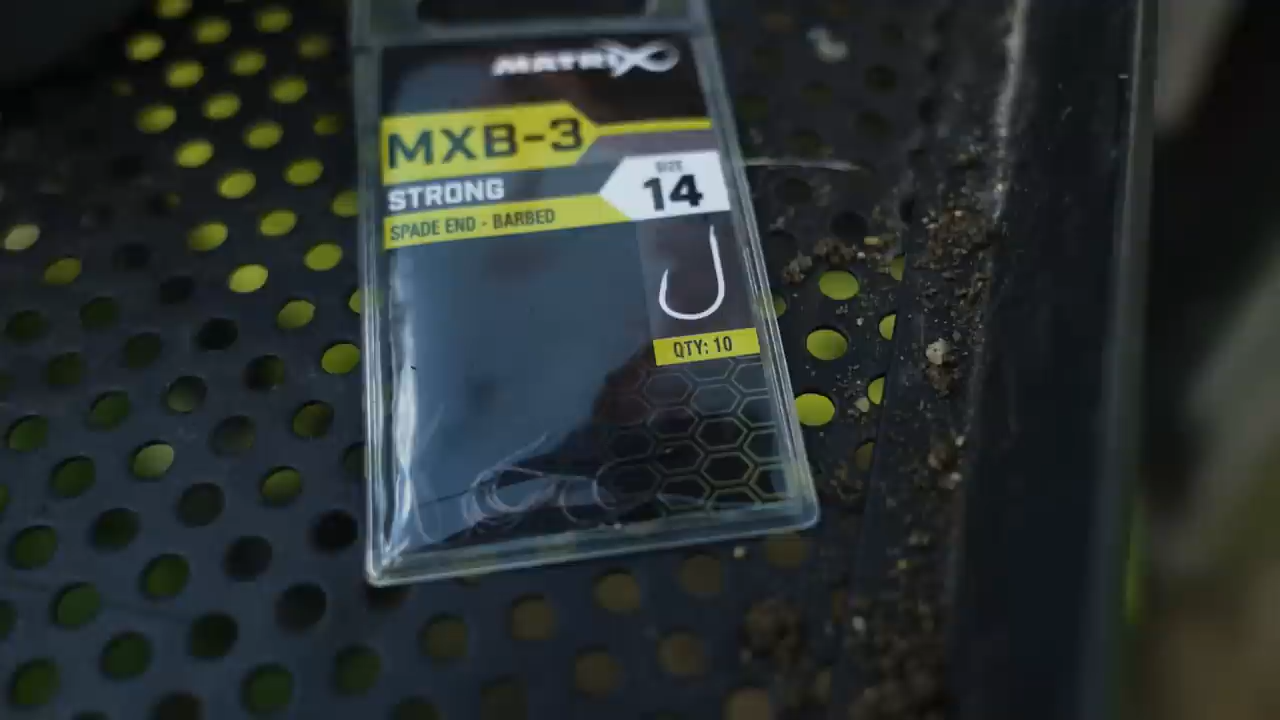 MATRIX
MXB-3
STRONG
SIZE
14
SPADE END - BARBED
QTY: 10